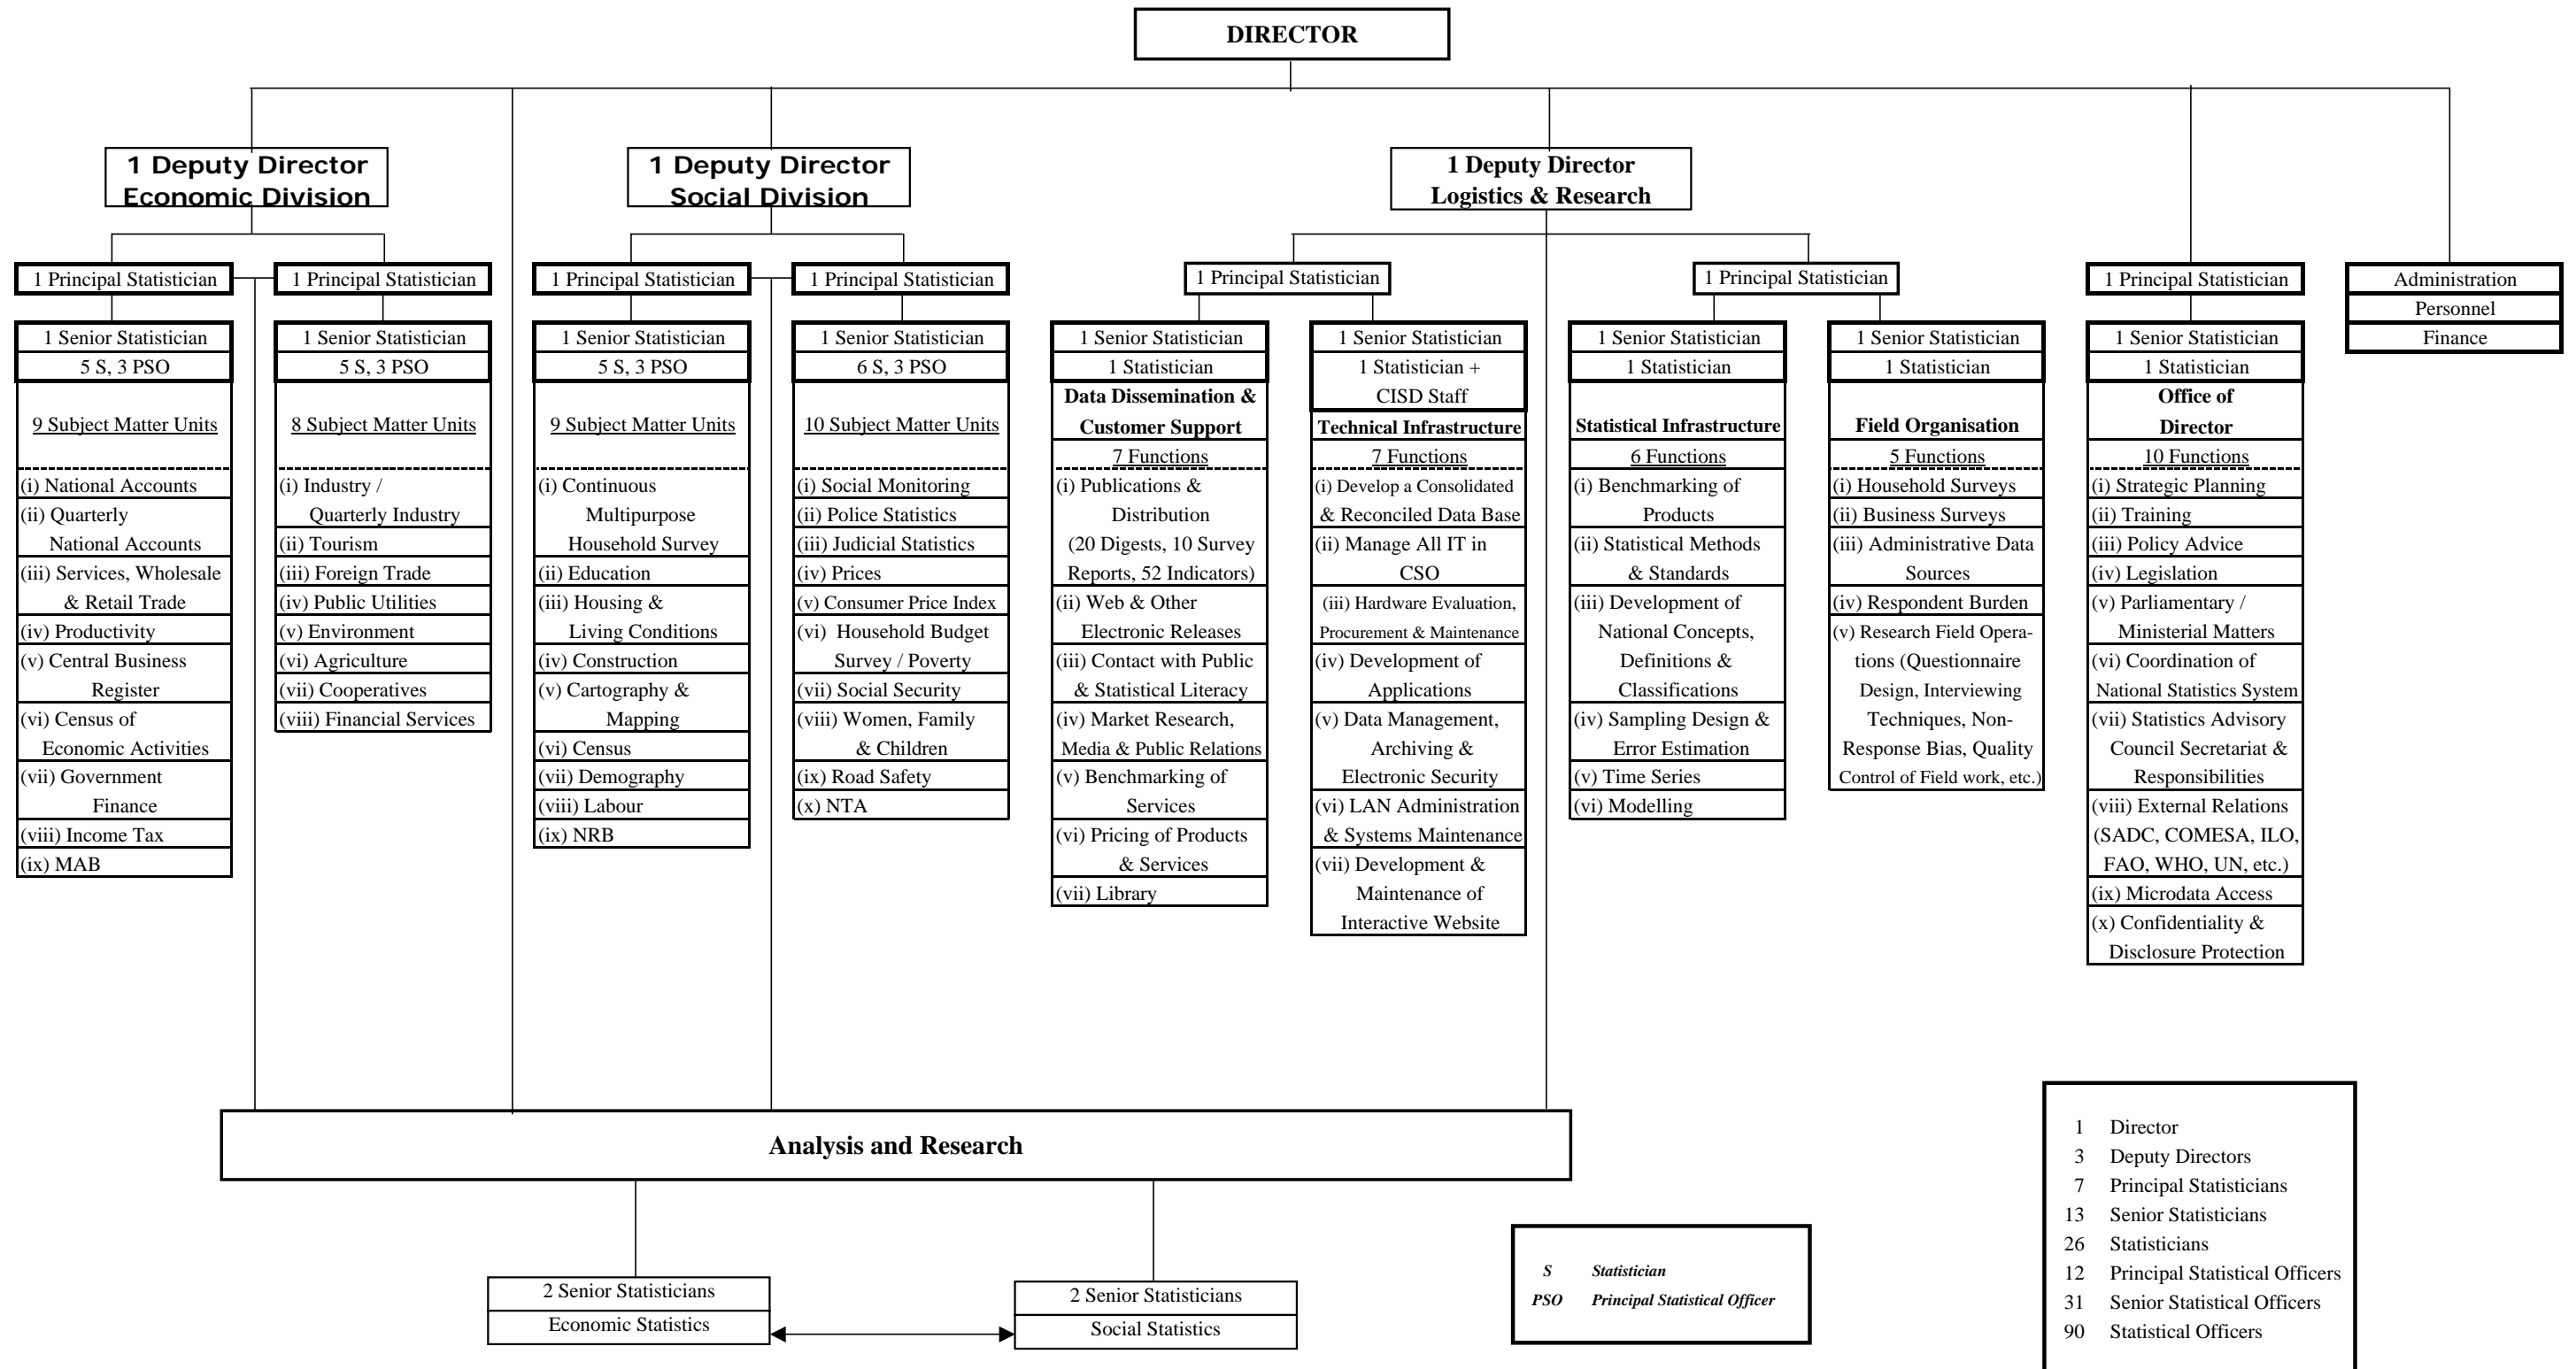 DIRECTOR
1 Deputy Director
Economic Division
1 Deputy Director
Social Division
1 Deputy Director
Logistics & Research
1 Principal Statistician
1 Principal Statistician
1 Principal Statistician
1 Principal Statistician
1 Principal Statistician
1 Principal Statistician
1 Principal Statistician
Administration
Personnel
Finance
1 Senior Statistician
5 S, 3 PSO
9 Subject Matter Units
(i) National Accounts
(ii) Quarterly
National Accounts
(iii) Services, Wholesale
& Retail Trade
(iv) Productivity
(v) Central Business
Register
(vi) Census of
Economic Activities
(vii) Government
Finance
(viii) Income Tax
(ix) MAB
1 Senior Statistician
5 S, 3 PSO
8 Subject Matter Units
(i) Industry /
Quarterly Industry
(ii) Tourism
(iii) Foreign Trade
(iv) Public Utilities
(v) Environment
(vi) Agriculture
(vii) Cooperatives
(viii) Financial Services
1 Senior Statistician
5 S, 3 PSO
9 Subject Matter Units
(i) Continuous
Multipurpose
Household Survey
(ii) Education
(iii) Housing &
Living Conditions
(iv) Construction
(v) Cartography &
Mapping
(vi) Census
(vii) Demography
(viii) Labour
(ix) NRB
1 Senior Statistician
6 S, 3 PSO
10 Subject Matter Units
(i) Social Monitoring
(ii) Police Statistics
(iii) Judicial Statistics
(iv) Prices
(v) Consumer Price Index
(vi) Household Budget
Survey / Poverty
(vii) Social Security
(viii) Women, Family
& Children
(ix) Road Safety
(x) NTA
1 Senior Statistician
1 Statistician
Data Dissemination &
Customer Support
7 Functions
(i) Publications &
Distribution
(20 Digests, 10 Survey
Reports, 52 Indicators)
(ii) Web & Other
Electronic Releases
(iii) Contact with Public
& Statistical Literacy
(iv) Market Research,
Media & Public Relations
(v) Benchmarking of
Services
(vi) Pricing of Products
& Services
(vii) Library
1 Senior Statistician
1 Statistician +
CISD Staff
Technical Infrastructure
7 Functions
(i) Develop a Consolidated
& Reconciled Data Base
(ii) Manage All IT in
CSO
(iii) Hardware Evaluation,
Procurement & Maintenance
(iv) Development of
Applications
(v) Data Management,
Archiving &
Electronic Security
(vi) LAN Administration
& Systems Maintenance
(vii) Development &
Maintenance of
Interactive Website
1 Senior Statistician
1 Statistician
Statistical Infrastructure
6 Functions
(i) Benchmarking of
Products
(ii) Statistical Methods
& Standards
(iii) Development of
National Concepts,
Definitions &
Classifications
(iv) Sampling Design &
Error Estimation
(v) Time Series
(vi) Modelling
1 Senior Statistician
1 Statistician
Field Organisation
5 Functions
(i) Household Surveys
(ii) Business Surveys
(iii) Administrative Data
Sources
(iv) Respondent Burden
(v) Research Field Opera-
tions (Questionnaire
Design, Interviewing
Techniques, Non-
Response Bias, Quality
Control of Field work, etc.)
1 Senior Statistician
1 Statistician
Office of
Director
10 Functions
(i) Strategic Planning
(ii) Training
(iii) Policy Advice
(iv) Legislation
(v) Parliamentary /
Ministerial Matters
(vi) Coordination of
National Statistics System
(vii) Statistics Advisory
Council Secretariat &
Responsibilities
(viii) External Relations
(SADC, COMESA, ILO,
FAO, WHO, UN, etc.)
(ix) Microdata Access
(x) Confidentiality &
Disclosure Protection
Analysis and Research
2 Senior Statisticians
Economic Statistics
2 Senior Statisticians
Social Statistics
S Statistician
PSO Principal Statistical Officer
1 Director
3 Deputy Directors
7 Principal Statisticians
13 Senior Statisticians
26 Statisticians
12 Principal Statistical Officers
31 Senior Statistical Officers
90 Statistical Officers